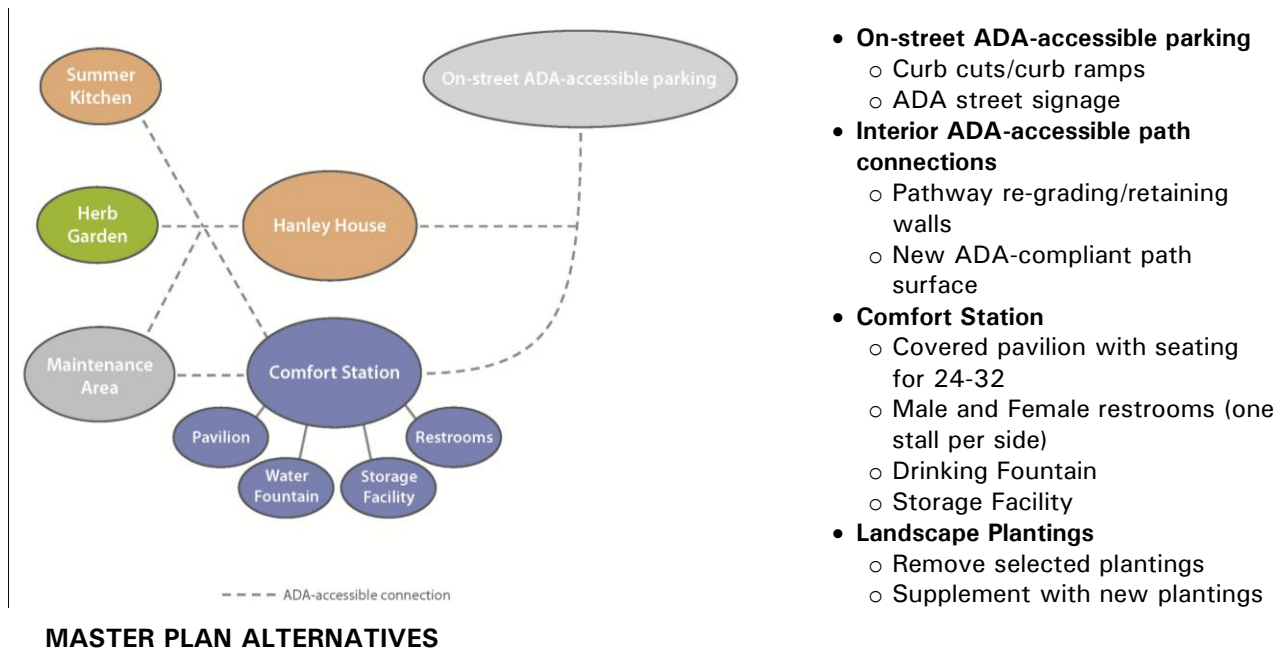 Summer
Kitchen
On-street ADA-accessible parking
Herb
Garden
Hanley House
Maintenance
Area
Comfort Station
Pavilion
Restrooms
Water
Fountain
Storage
Facility
ADA-accessible connection
• On-street ADA-accessible parking
o Curb cuts/curb ramps
o ADA street signage
• Interior ADA-accessible path
connections
o Pathway re-grading/retaining
walls
o New ADA-compliant path
surface
• Comfort Station
o Covered pavilion with seating
for 24-32
o Male and Female restrooms (one
stall per side)
o Drinking Fountain
o Storage Facility
• Landscape Plantings
o Remove selected plantings
o Supplement with new plantings
MASTER PLAN ALTERNATIVES